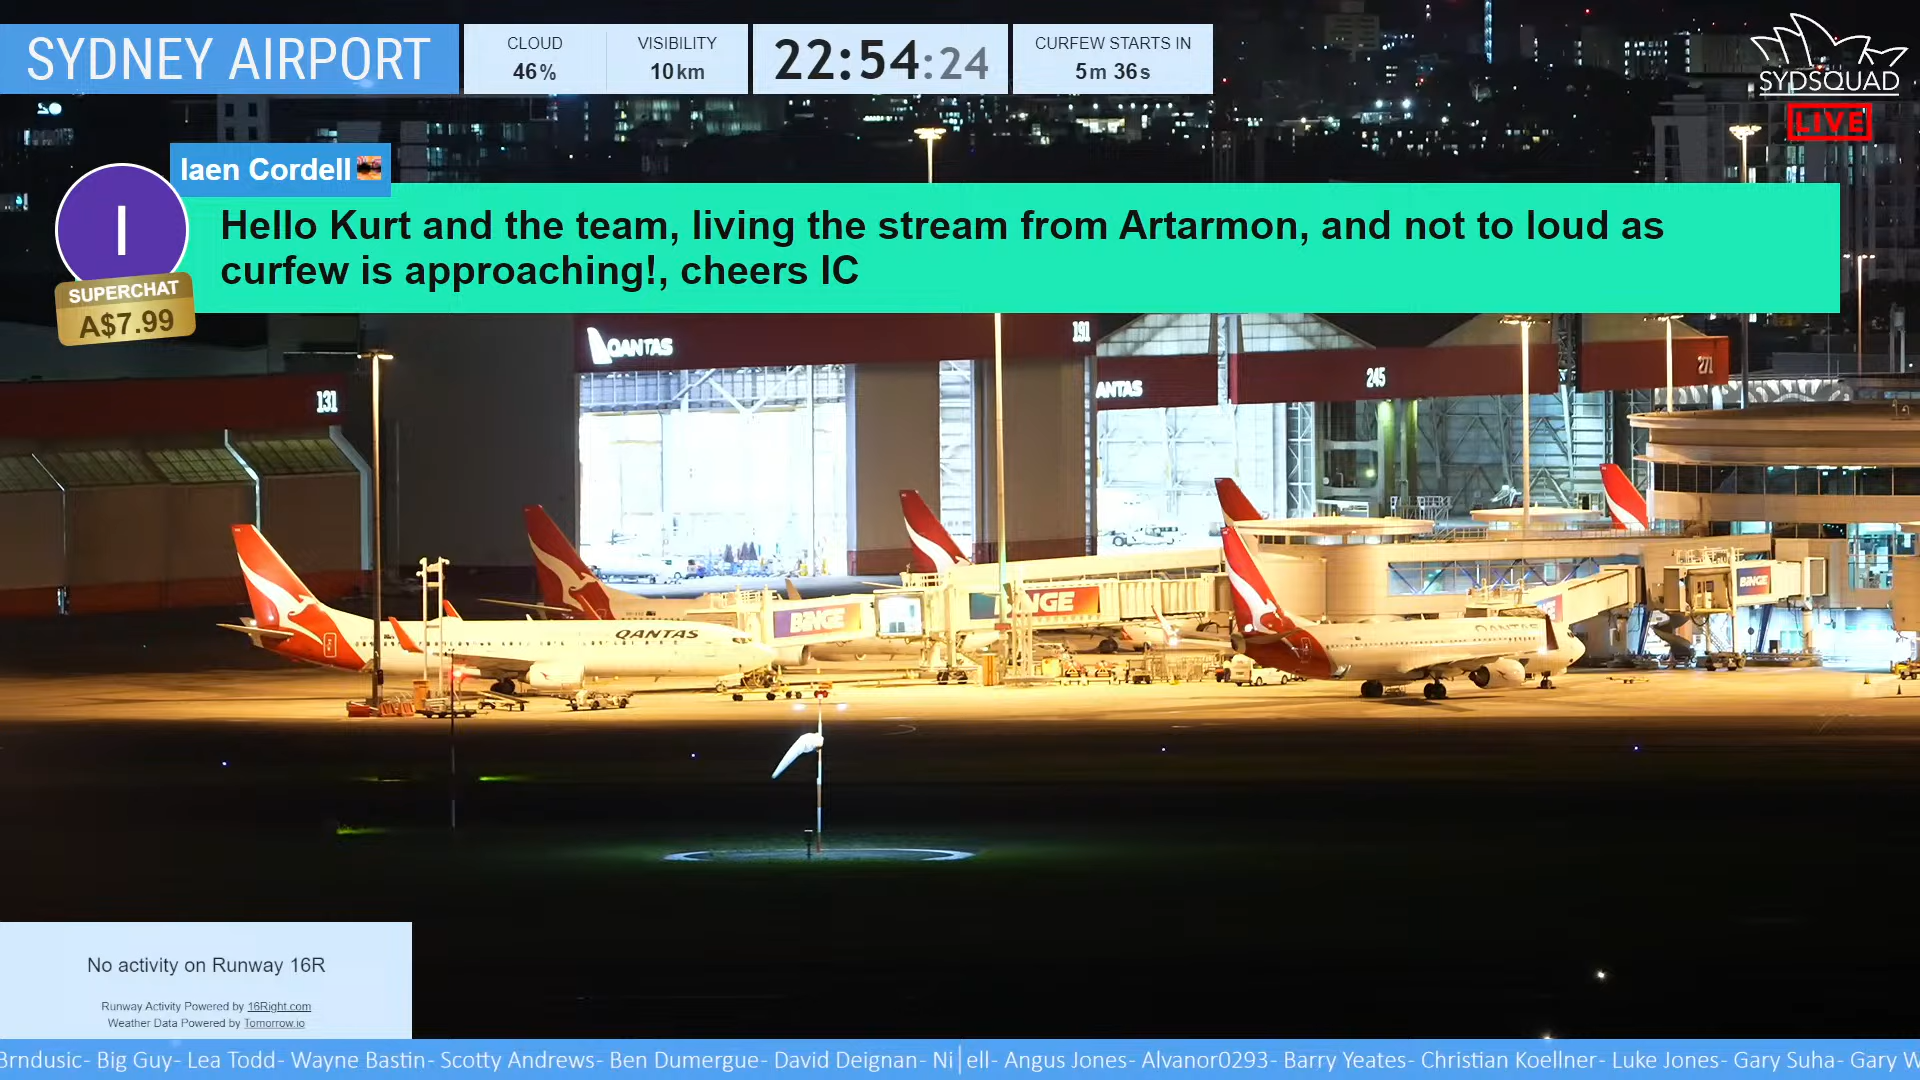 SYDNEY AIRPORT
CLOUD
46%
VISIBILITY
10km
22:54:24
CURFEW STARTS IN
5m 36s
SYDSQUAD
LIVE
Iaen Cordell
I
Hello Kurt and the team, living the stream from Artarmon, and not to loud as
curfew is approaching!, cheers IC
SUPERCHAT
A$7.99
QANTAS
191
ANTAS
245
271
131
BINGE
NGE
BINGE
QANTAS
QANTAS
No activity on Runway 16R
Runway Activity Powered by 16Right.com
Weather Data Powered by Tomorrow.io
Brndusic- Big Guy- Lea Todd- Wayne Bastin- Scotty Andrews- Ben Dumergue- David Deignan- Ni|ell- Angus Jones- Alvanor0293- Barry Yeates- Christian Koellner- Luke Jones- Gary Suha- Gary W